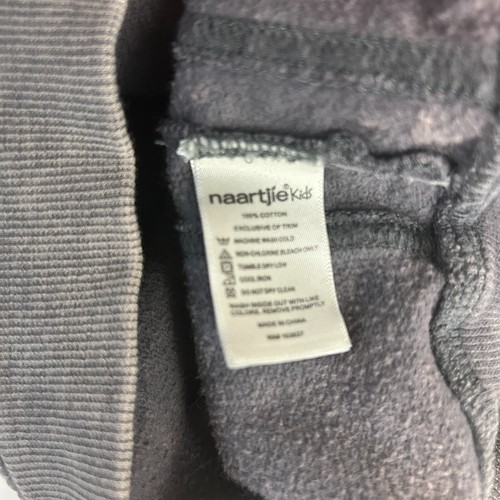 naartjie® Kids
100% COTTON
EXCLUSIVE OF TRIM
MACHINE WASH COLD
NON-CHLORINE BLEACH ONLY
TUMBLE DRY LOW
COOL IRON
DO NOT DRY CLEAN
WASH INSIDE OUT WITH LIKE
COLORS. REMOVE PROMPTLY
MADE IN CHINA